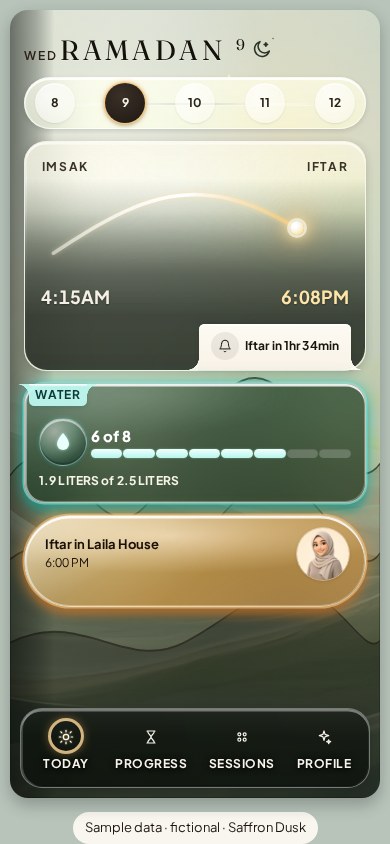 WED RAMADAN 9
8 9 10 11 12
IMSAK IFTAR
4:15AM 6:08PM
Iftar in 1hr 34min
WATER
6 of 8
1.9 LITERS of 2.5 LITERS
Iftar in Laila House
6:00 PM
TODAY PROGRESS SESSIONS PROFILE
Sample data · fictional · Saffron Dusk